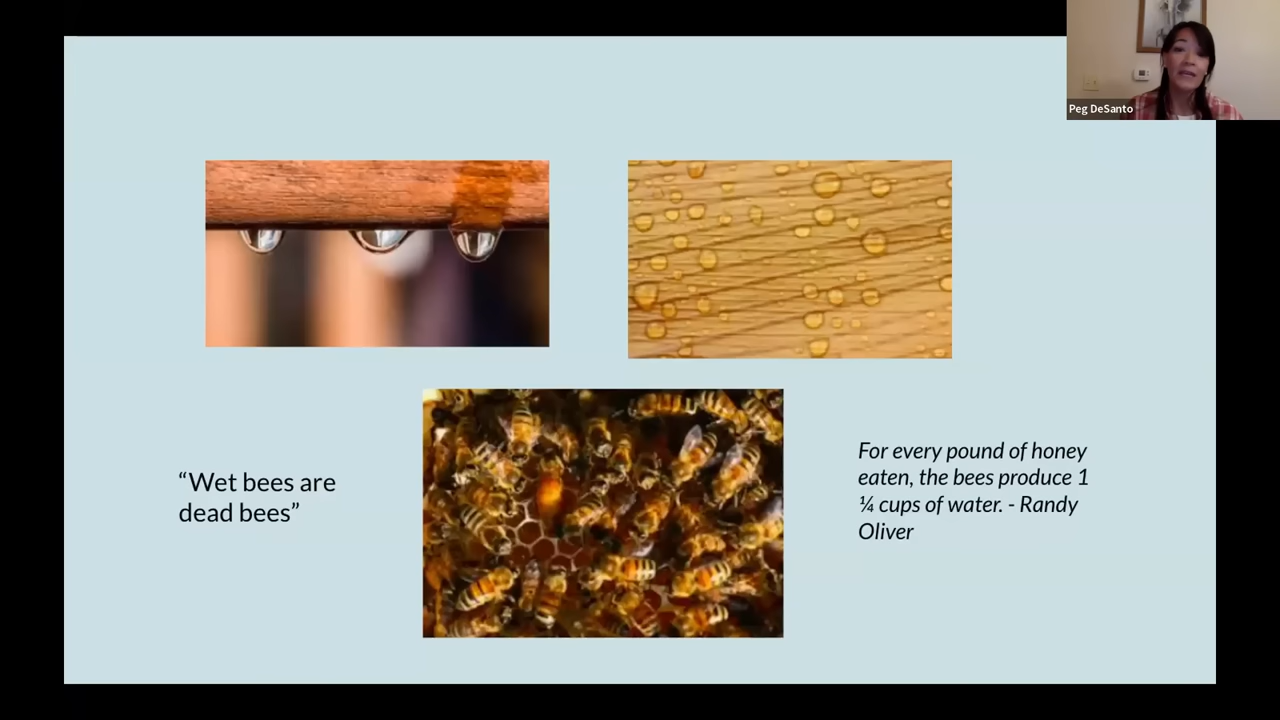 Peg DeSanto
“Wet bees are
dead bees”
For every pound of honey
eaten, the bees produce 1
¼ cups of water. - Randy
Oliver